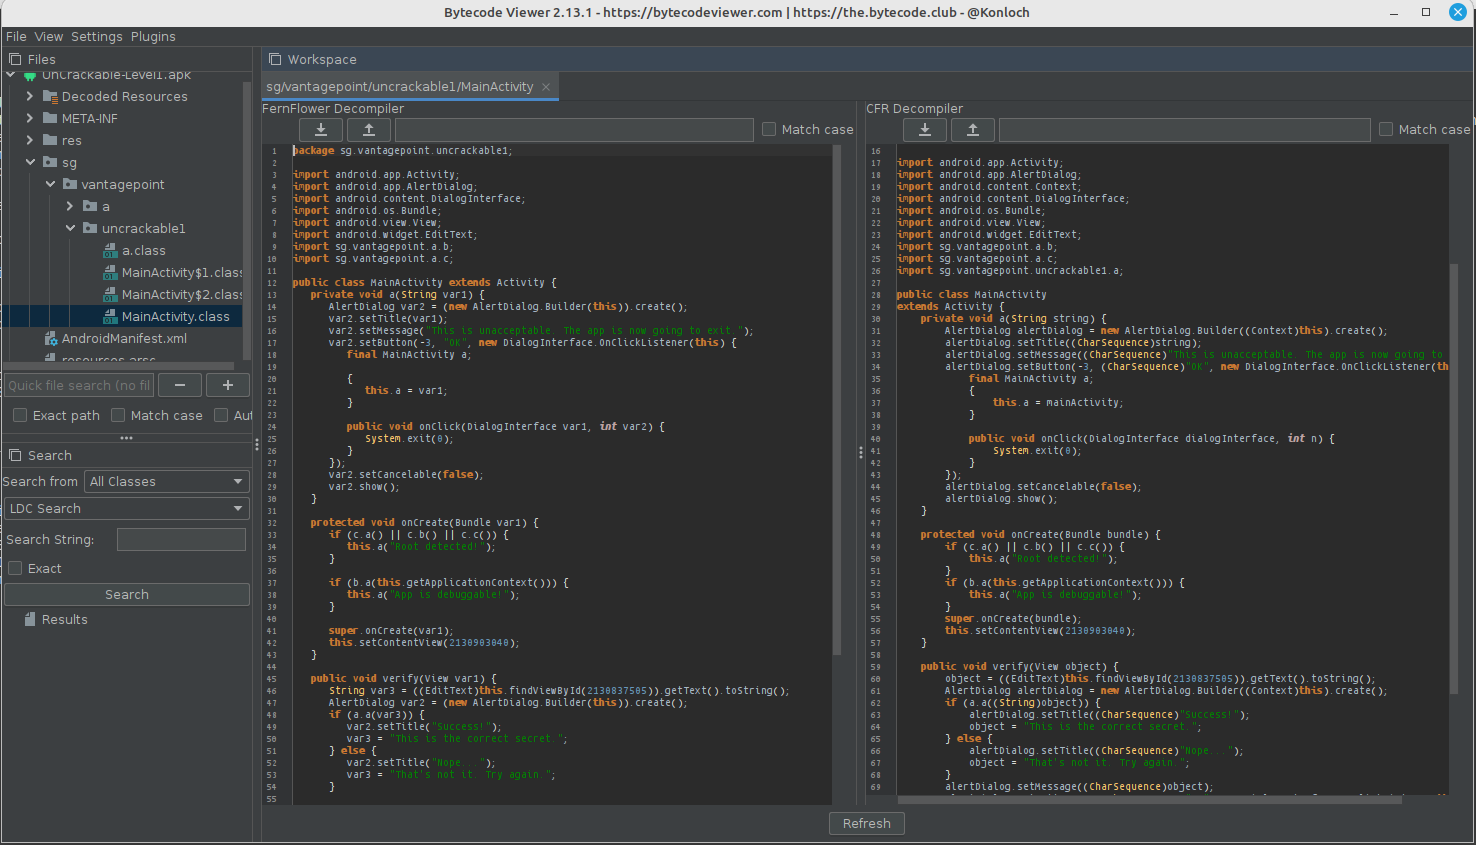 Bytecode Viewer 2.13.1 - https://bytecodeviewer.com | https://the.bytecode.club - @Konloch
File View Settings Plugins
Files
UnCrackable-Level1.apk
Decoded Resources
META-INF
res
sg
vantagepoint
a
uncrackable1
a.class
MainActivity$1.class
MainActivity$2.class
MainActivity.class
AndroidManifest.xml
resources.arsc
Quick file search (no fil
− +
Exact path Match case Aut
Search
Search from All Classes
LDC Search
Search String:
Exact
Search
Results
Workspace
sg/vantagepoint/uncrackable1/MainActivity ×
FernFlower Decompiler
Match case
1 package sg.vantagepoint.uncrackable1;
2
3 import android.app.Activity;
4 import android.app.AlertDialog;
5 import android.content.DialogInterface;
6 import android.os.Bundle;
7 import android.view.View;
8 import android.widget.EditText;
9 import sg.vantagepoint.a.b;
10 import sg.vantagepoint.a.c;
11
12 public class MainActivity extends Activity {
13 private void a(String var1) {
14 AlertDialog var2 = (new AlertDialog.Builder(this)).create();
15 var2.setTitle(var1);
16 var2.setMessage("This is unacceptable. The app is now going to exit.");
17 var2.setButton(-3, "OK", new DialogInterface.OnClickListener(this) {
18 final MainActivity a;
19
20 {
21 this.a = var1;
22 }
23
24 public void onClick(DialogInterface var1, int var2) {
25 System.exit(0);
26 }
27 });
28 var2.setCancelable(false);
29 var2.show();
30 }
31
32 protected void onCreate(Bundle var1) {
33 if (c.a() || c.b() || c.c()) {
34 this.a("Root detected!");
35 }
36
37 if (b.a(this.getApplicationContext())) {
38 this.a("App is debuggable!");
39 }
40
41 super.onCreate(var1);
42 this.setContentView(2130903040);
43 }
44
45 public void verify(View var1) {
46 String var3 = ((EditText)this.findViewById(2130837505)).getText().toString();
47 AlertDialog var2 = (new AlertDialog.Builder(this)).create();
48 if (a.a(var3)) {
49 var2.setTitle("Success!");
50 var3 = "This is the correct secret.";
51 } else {
52 var2.setTitle("Nope...");
53 var3 = "That's not it. Try again.";
54 }
55
CFR Decompiler
Match case
16
17 import android.app.Activity;
18 import android.app.AlertDialog;
19 import android.content.Context;
20 import android.content.DialogInterface;
21 import android.os.Bundle;
22 import android.view.View;
23 import android.widget.EditText;
24 import sg.vantagepoint.a.b;
25 import sg.vantagepoint.a.c;
26 import sg.vantagepoint.uncrackable1.a;
27
28 public class MainActivity
29 extends Activity {
30 private void a(String string) {
31 AlertDialog alertDialog = new AlertDialog.Builder((Context)this).create();
32 alertDialog.setTitle((CharSequence)string);
33 alertDialog.setMessage((CharSequence)"This is unacceptable. The app is now going to
34 alertDialog.setButton(-3, (CharSequence)"OK", new DialogInterface.OnClickListener(th
35 final MainActivity a;
36 {
37 this.a = mainActivity;
38 }
39
40 public void onClick(DialogInterface dialogInterface, int n) {
41 System.exit(0);
42 }
43 });
44 alertDialog.setCancelable(false);
45 alertDialog.show();
46 }
47
48 protected void onCreate(Bundle bundle) {
49 if (c.a() || c.b() || c.c()) {
50 this.a("Root detected!");
51 }
52 if (b.a(this.getApplicationContext())) {
53 this.a("App is debuggable!");
54 }
55 super.onCreate(bundle);
56 this.setContentView(2130903040);
57 }
58
59 public void verify(View object) {
60 object = ((EditText)this.findViewById(2130837505)).getText().toString();
61 AlertDialog alertDialog = new AlertDialog.Builder((Context)this).create();
62 if (a.a((String)object)) {
63 alertDialog.setTitle((CharSequence)"Success!");
64 object = "This is the correct secret.";
65 } else {
66 alertDialog.setTitle((CharSequence)"Nope...");
67 object = "That's not it. Try again.";
68 }
69 alertDialog.setMessage((CharSequence)object);
Refresh